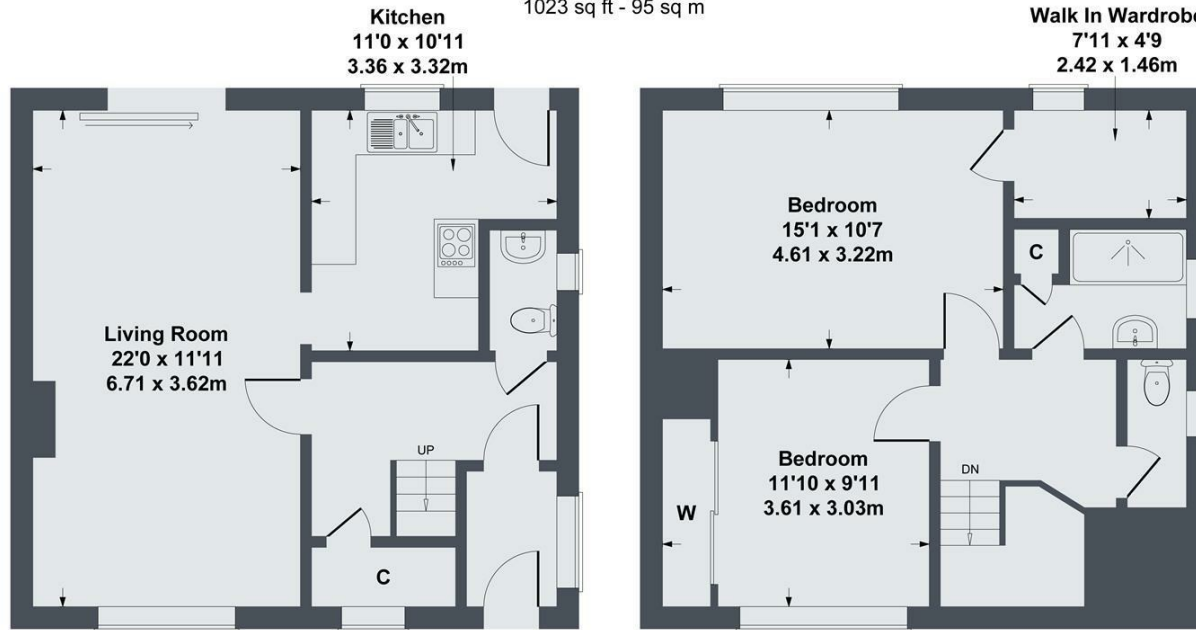 1023 sq ft - 95 sq m
Kitchen
11'0 x 10'11
3.36 x 3.32m
Walk In Wardrobe
7'11 x 4'9
2.42 x 1.46m
Living Room
22'0 x 11'11
6.71 x 3.62m
UP
C
Bedroom
15'1 x 10'7
4.61 x 3.22m
C
Bedroom
11'10 x 9'11
3.61 x 3.03m
W
DN